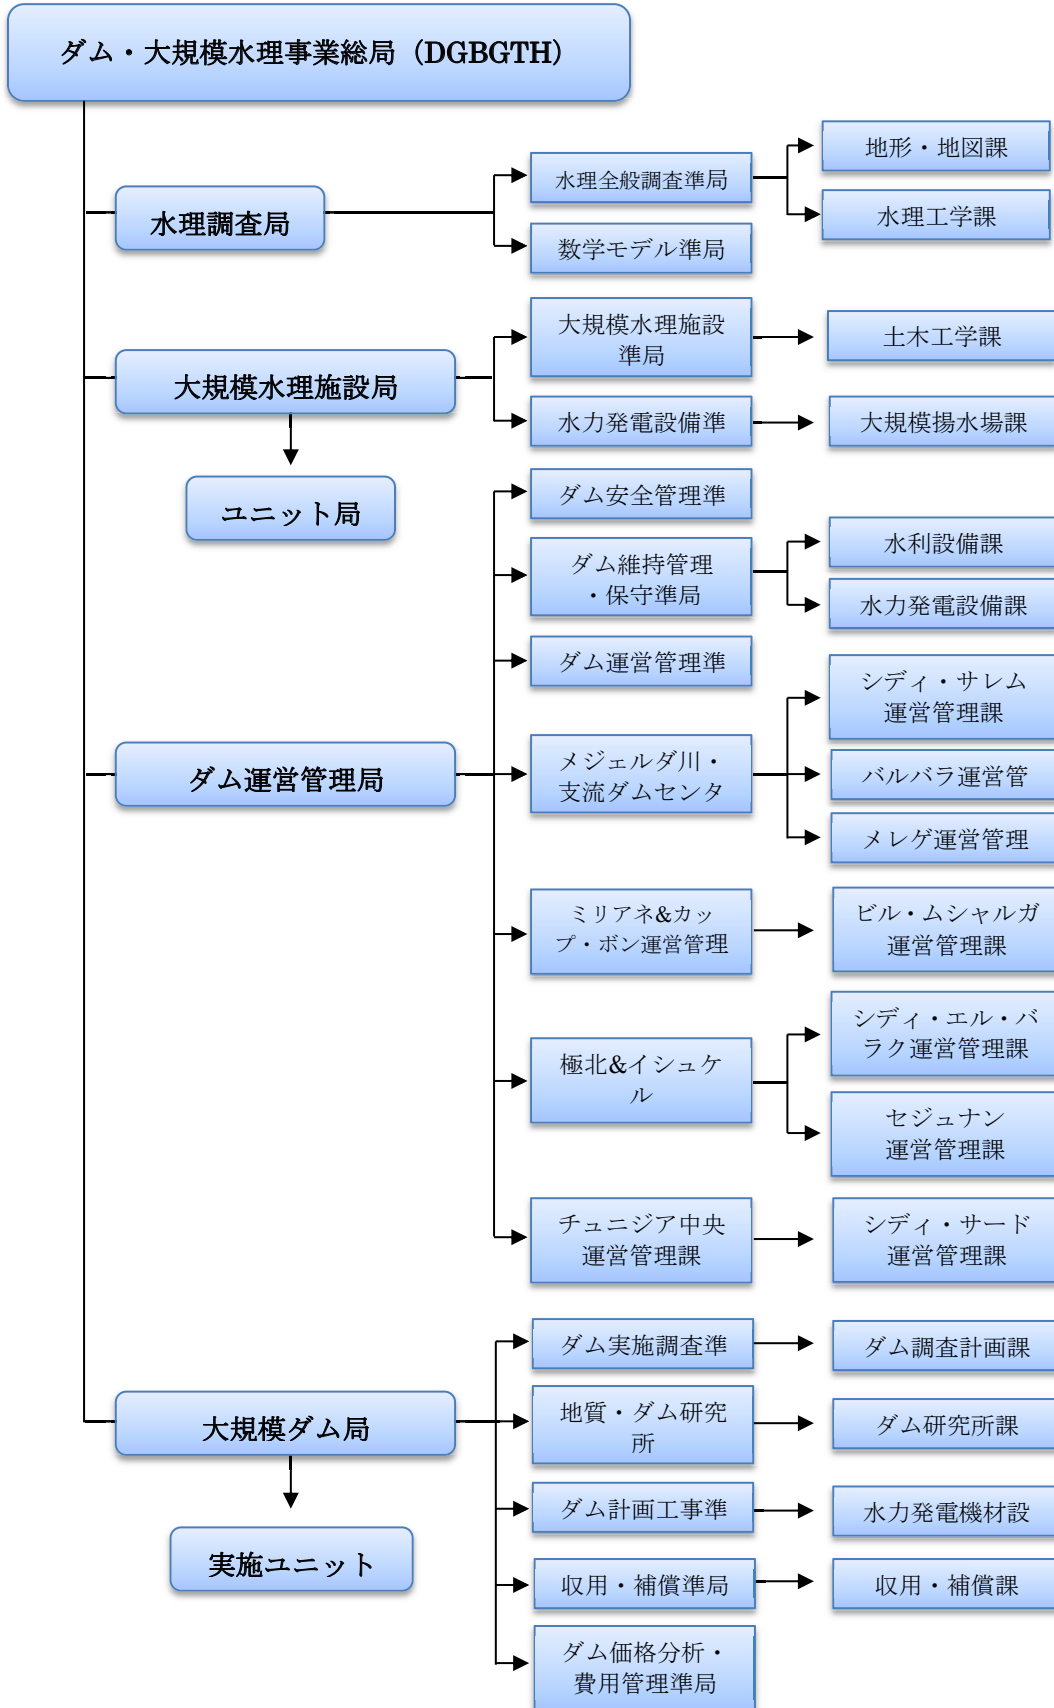 ダム・大規模水理事業総局（DGBGTH）
水理調査局
水理全般調査準局
地形・地図課
水理工学課
数学モデル準局
大規模水理施設局
大規模水理施設
準局
土木工学課
水力発電設備準
大規模揚水場課
ユニット局
ダム運営管理局
ダム安全管理準
ダム維持管理
・保守準局
水利設備課
水力発電設備課
ダム運営管理準
メジェルダ川・
支流ダムセンタ
シディ・サレム
運営管理課
バルバラ運営管
メレゲ運営管理
ミリアネ&カッ
プ・ボン運営管理
ビル・ムシャルガ
運営管理課
極北&イシュケ
ル
シディ・エル・バ
ラク運営管理課
セジュナン
運営管理課
チュニジア中央
運営管理課
シディ・サード
運営管理課
大規模ダム局
ダム実施調査準
ダム調査計画課
地質・ダム研究
所
ダム研究所課
ダム計画工事準
水力発電機材設
収用・補償準局
収用・補償課
ダム価格分析・
費用管理準局
実施ユニット